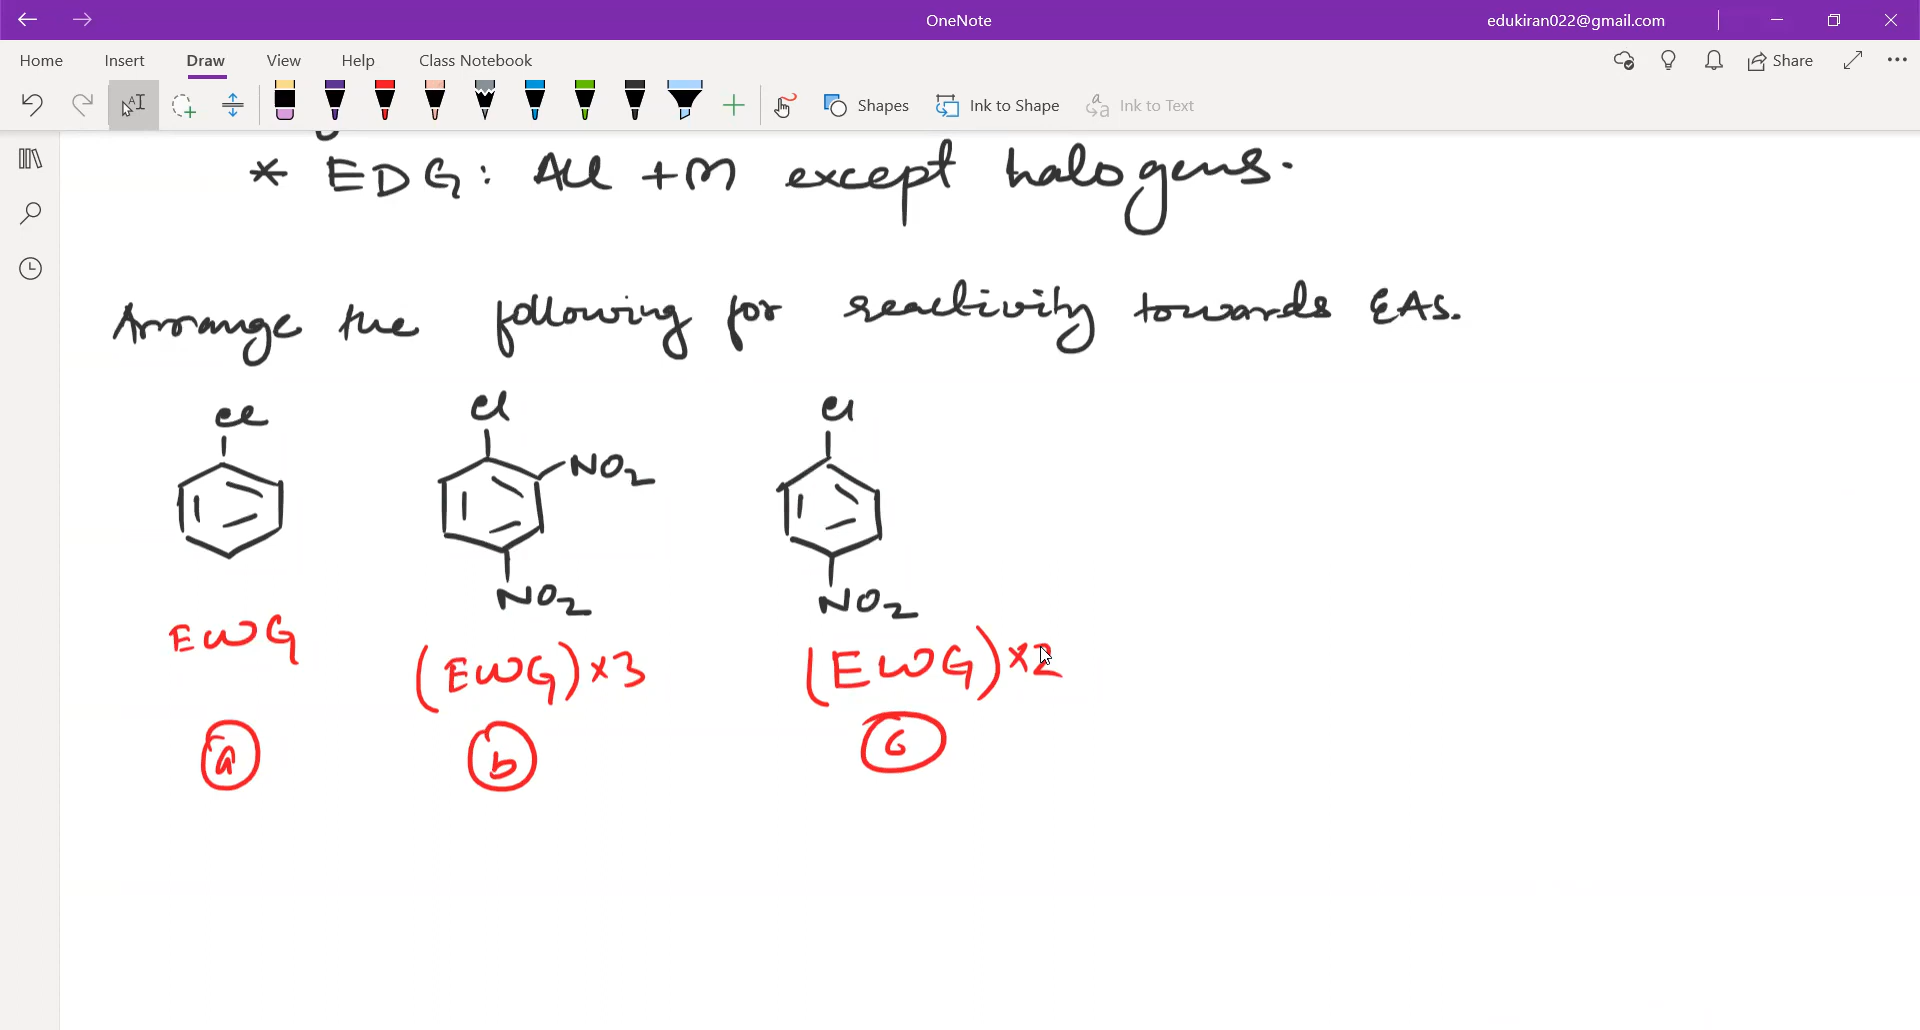 OneNote
edukiran022@gmail.com
Home Insert Draw View Help Class Notebook
Share
Shapes Ink to Shape Ink to Text
* EDG: All +M except halogens.
Arrange the following for reactivity towards EAS.
Cl Cl Cl
NO2
NO2 NO2
EWG (EWG)×3 (EWG)×2
a b c